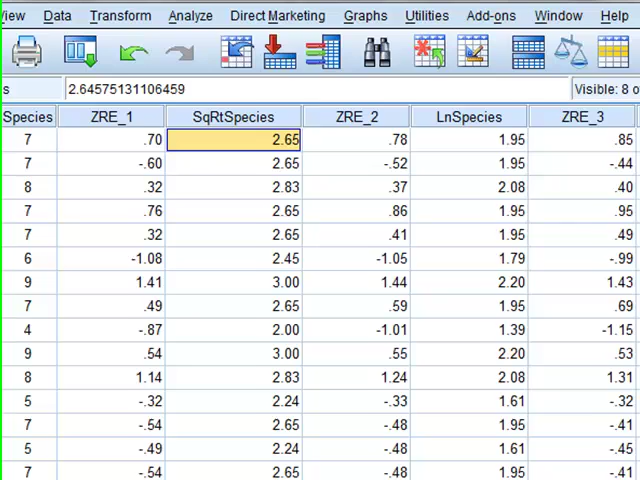 View Data Transform Analyze Direct Marketing Graphs Utilities Add-ons Window Help
s 2.64575131106459 Visible: 8 o
Species ZRE_1 SqRtSpecies ZRE_2 LnSpecies ZRE_3
7 .70 2.65 .78 1.95 .85
7 -.60 2.65 -.52 1.95 -.44
8 .32 2.83 .37 2.08 .40
7 .76 2.65 .86 1.95 .95
7 .32 2.65 .41 1.95 .49
6 -1.08 2.45 -1.05 1.79 -.99
9 1.41 3.00 1.44 2.20 1.43
7 .49 2.65 .59 1.95 .69
4 -.87 2.00 -1.01 1.39 -1.15
9 .54 3.00 .55 2.20 .53
8 1.14 2.83 1.24 2.08 1.31
5 -.32 2.24 -.33 1.61 -.32
7 -.54 2.65 -.48 1.95 -.41
5 -.49 2.24 -.48 1.61 -.45
7 -.54 2.65 -.48 1.95 -.41